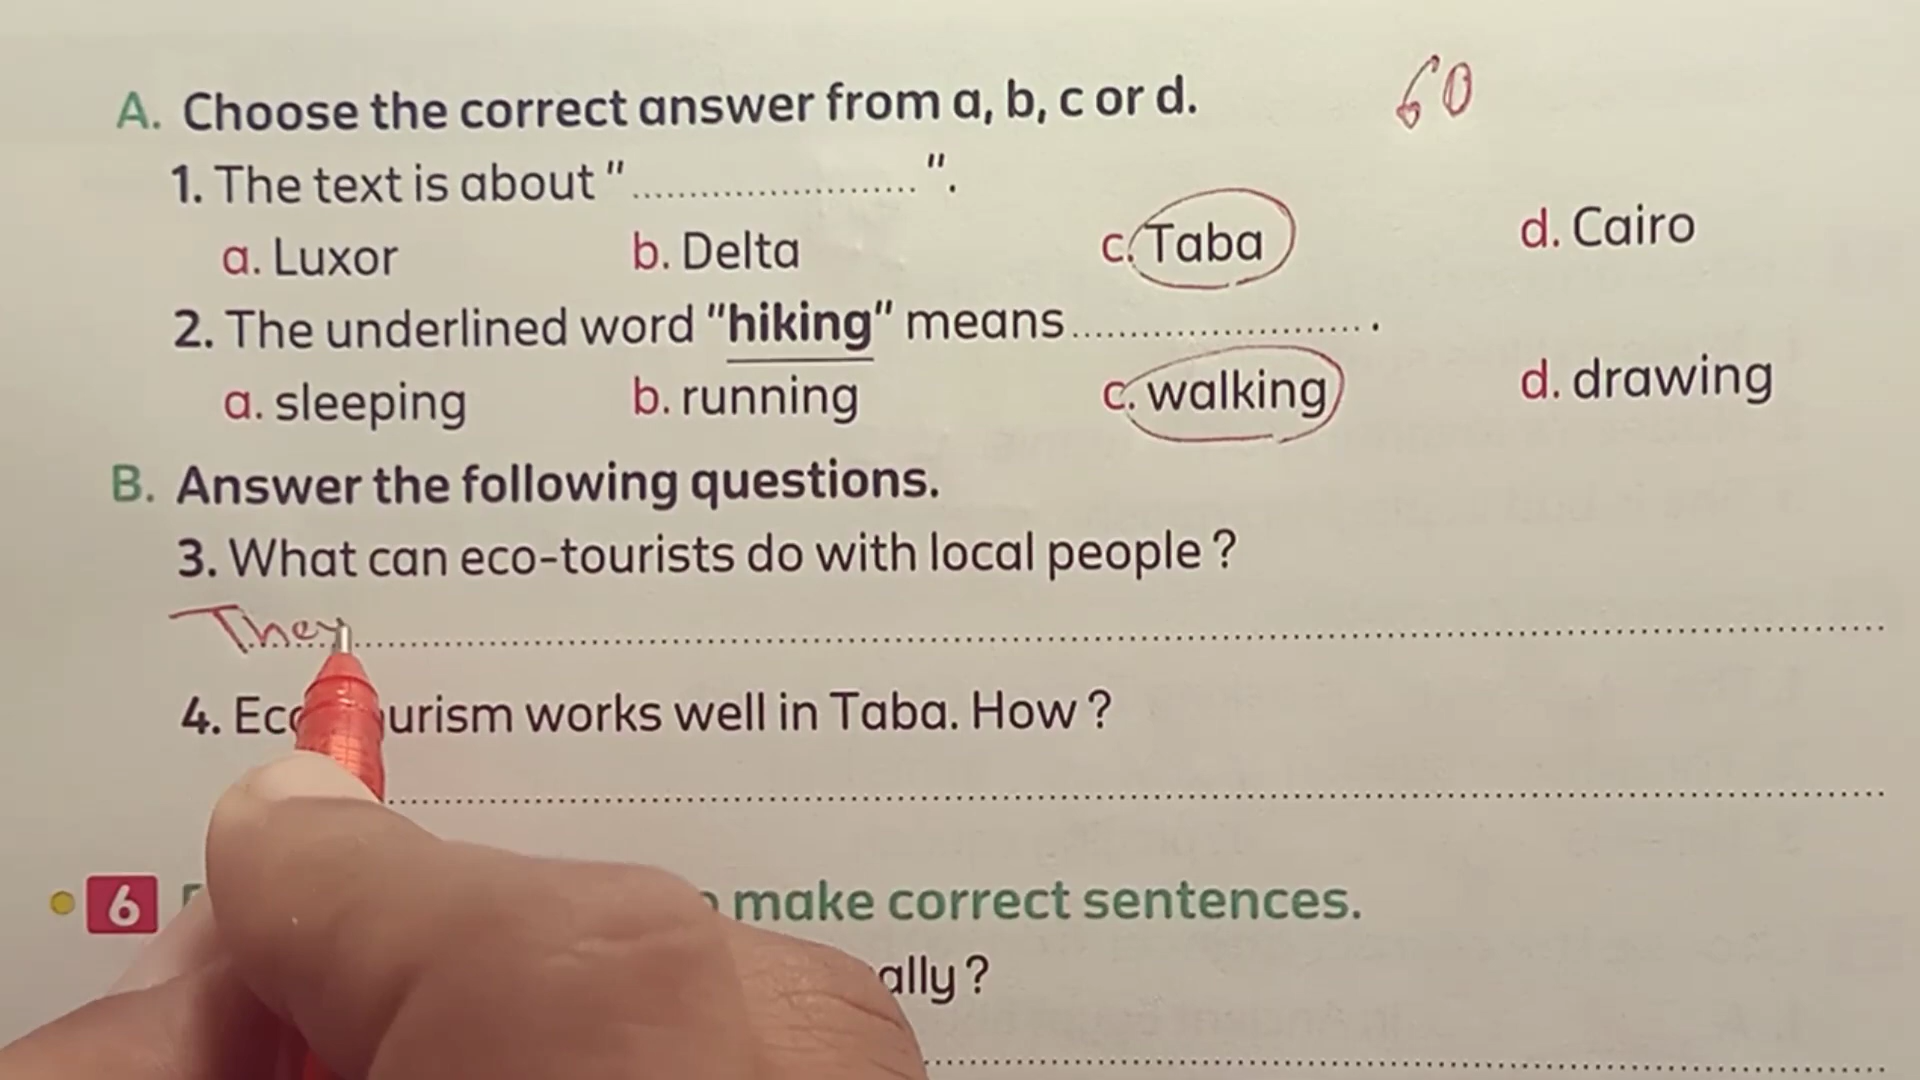 A. Choose the correct answer from a, b, c or d. 60
1. The text is about "........................".
a. Luxor b. Delta c. Taba d. Cairo
2. The underlined word "hiking" means........................ .
a. sleeping b. running c. walking d. drawing
B. Answer the following questions.
3. What can eco-tourists do with local people ?
They
4. Ec urism works well in Taba. How ?
6 make correct sentences.
ally ?